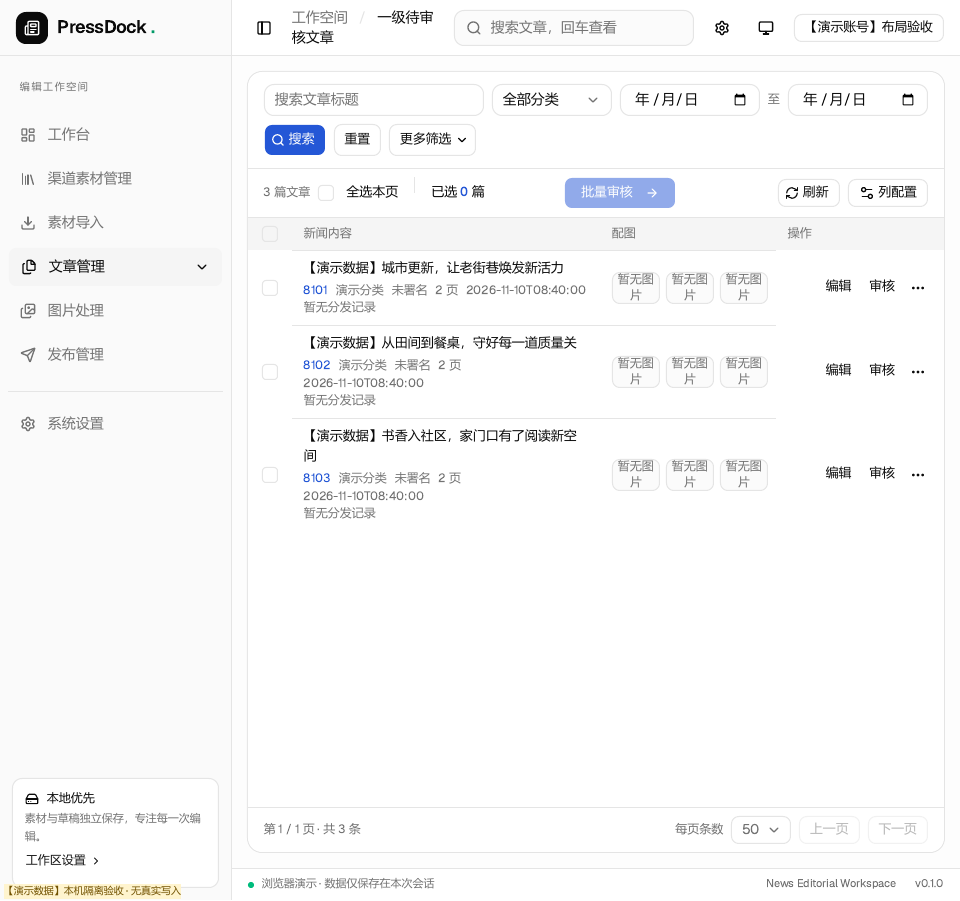 PressDock.
编辑工作空间
工作台
渠道素材管理
素材导入
文章管理
图片处理
发布管理
系统设置
本地优先
素材与草稿独立保存，专注每一次编
辑。
工作区设置
【演示数据】本机隔离验收 · 无真实写入
工作空间 / 一级待审
核文章
搜索文章，回车查看
【演示账号】布局验收
搜索文章标题
全部分类
年 /月/日
至
年 /月/日
搜索
重置
更多筛选
3 篇文章
全选本页
已选 0 篇
批量审核
刷新
列配置
新闻内容 配图 操作
【演示数据】城市更新，让老街巷焕发新活力
8101 演示分类 未署名 2 页 2026-11-10T08:40:00
暂无分发记录
暂无图
片
暂无图
片
暂无图
片
编辑 审核
【演示数据】从田间到餐桌，守好每一道质量关
8102 演示分类 未署名 2 页
2026-11-10T08:40:00
暂无分发记录
暂无图
片
暂无图
片
暂无图
片
编辑 审核
【演示数据】书香入社区，家门口有了阅读新空
间
8103 演示分类 未署名 2 页
2026-11-10T08:40:00
暂无分发记录
暂无图
片
暂无图
片
暂无图
片
编辑 审核
第 1 / 1 页 · 共 3 条
每页条数
50
上一页
下一页
浏览器演示 · 数据仅保存在本次会话
News Editorial Workspace
v0.1.0